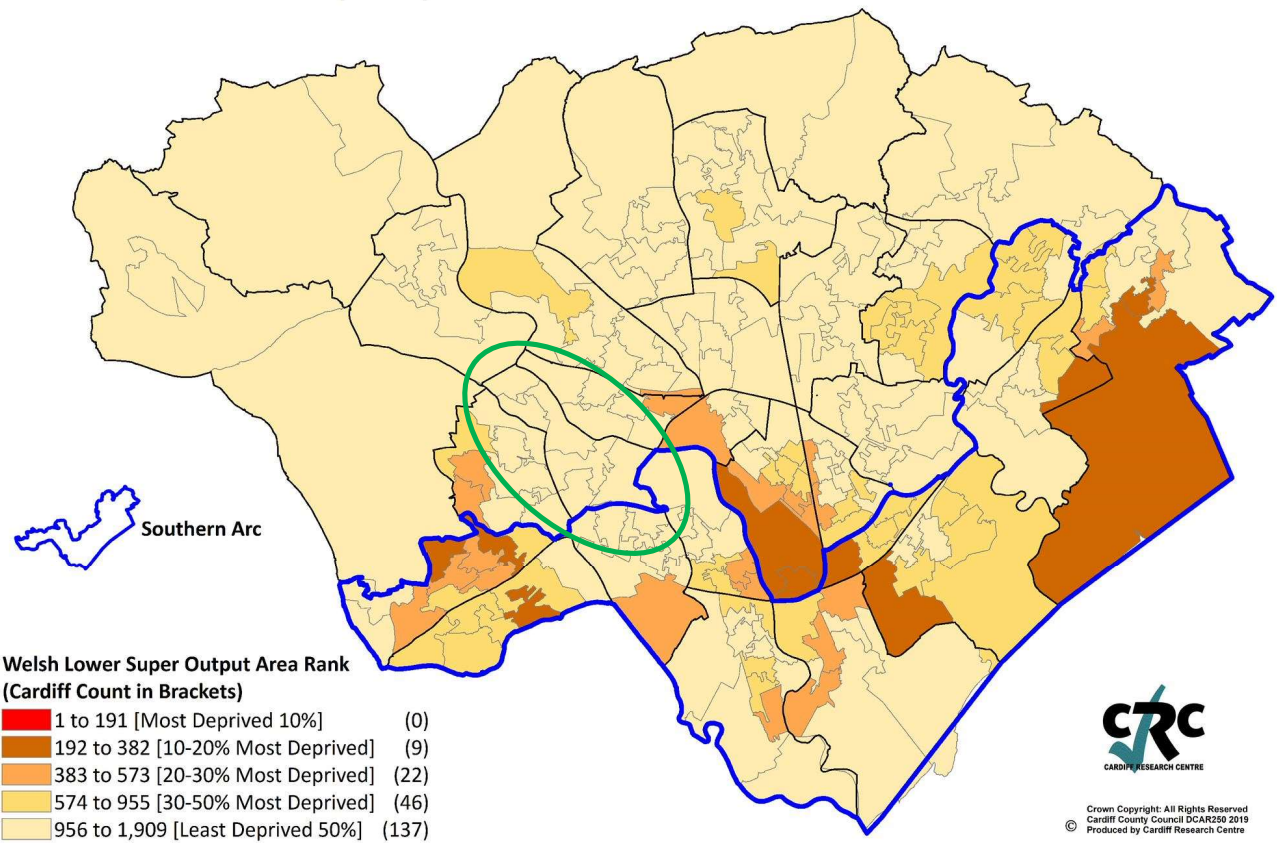 Southern Arc
Welsh Lower Super Output Area Rank
(Cardiff Count in Brackets)
1 to 191 [Most Deprived 10%] (0)
192 to 382 [10-20% Most Deprived] (9)
383 to 573 [20-30% Most Deprived] (22)
574 to 955 [30-50% Most Deprived] (46)
956 to 1,909 [Least Deprived 50%] (137)
CRC
CARDIFF RESEARCH CENTRE
Crown Copyright: All Rights Reserved
Cardiff County Council DCAR250 2019
© Produced by Cardiff Research Centre